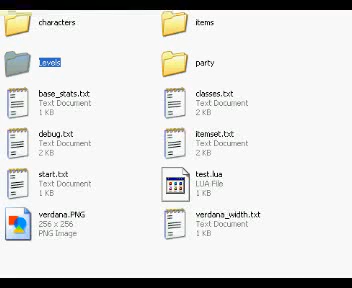 characters
items
Levels
party
base_stats.txt
Text Document
1 KB
classes.txt
Text Document
2 KB
debug.txt
Text Document
2 KB
itemset.txt
Text Document
2 KB
start.txt
Text Document
1 KB
test.lua
LUA File
1 KB
verdana.PNG
256 x 256
PNG Image
verdana_width.txt
Text Document
1 KB